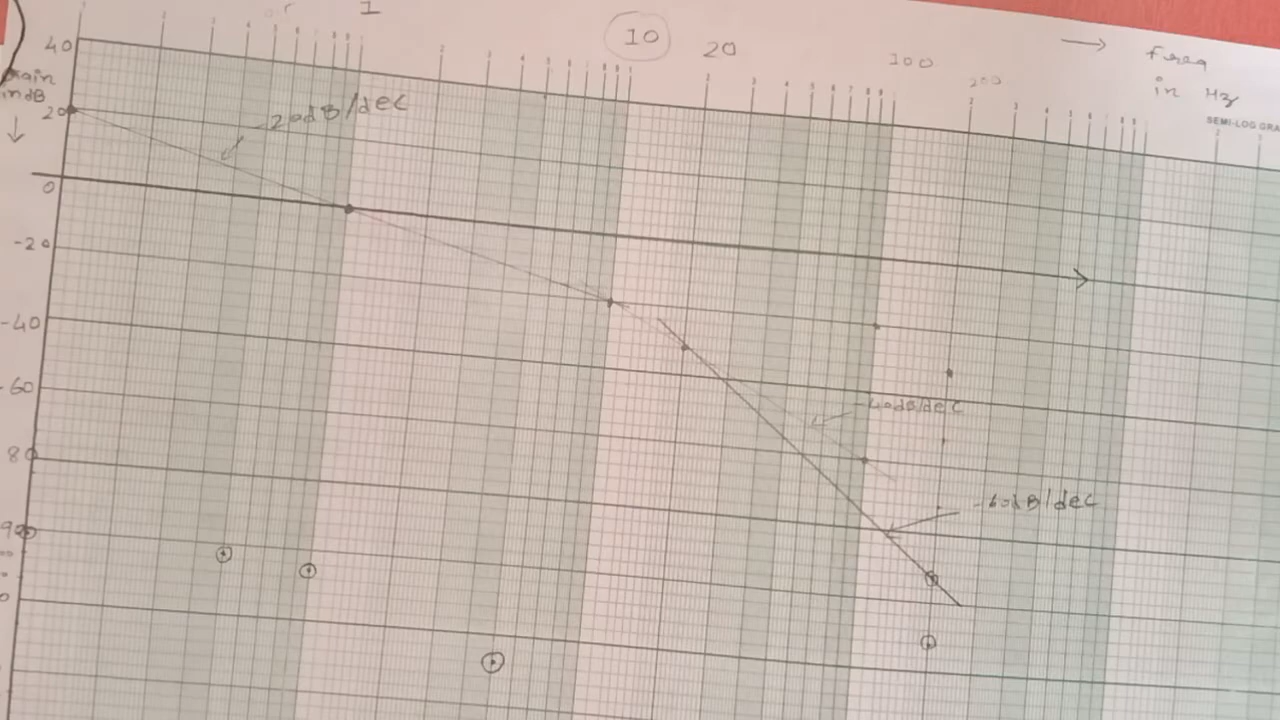 1
10
20
100
200
→ freq
in Hz
SEMI-LOG GRA
40
Gain
in dB
↓
20
-20dB/dec
0
-20
-40
-60
80
90
-40dB/dec
-60dB/dec